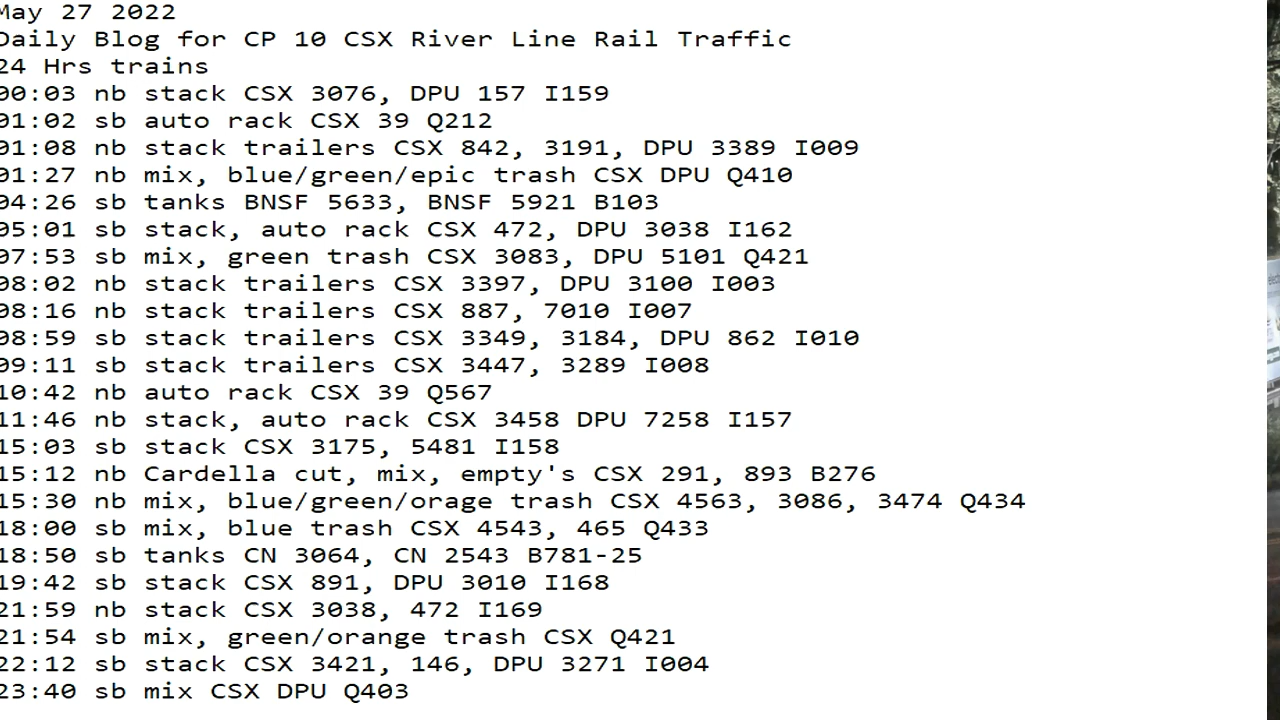 May 27 2022
Daily Blog for CP 10 CSX River Line Rail Traffic
24 Hrs trains
00:03 nb stack CSX 3076, DPU 157 I159
01:02 sb auto rack CSX 39 Q212
01:08 nb stack trailers CSX 842, 3191, DPU 3389 I009
01:27 nb mix, blue/green/epic trash CSX DPU Q410
04:26 sb tanks BNSF 5633, BNSF 5921 B103
05:01 sb stack, auto rack CSX 472, DPU 3038 I162
07:53 sb mix, green trash CSX 3083, DPU 5101 Q421
08:02 nb stack trailers CSX 3397, DPU 3100 I003
08:16 nb stack trailers CSX 887, 7010 I007
08:59 sb stack trailers CSX 3349, 3184, DPU 862 I010
09:11 sb stack trailers CSX 3447, 3289 I008
10:42 nb auto rack CSX 39 Q567
11:46 nb stack, auto rack CSX 3458 DPU 7258 I157
15:03 sb stack CSX 3175, 5481 I158
15:12 nb Cardella cut, mix, empty's CSX 291, 893 B276
15:30 nb mix, blue/green/orage trash CSX 4563, 3086, 3474 Q434
18:00 sb mix, blue trash CSX 4543, 465 Q433
18:50 sb tanks CN 3064, CN 2543 B781-25
19:42 sb stack CSX 891, DPU 3010 I168
21:59 nb stack CSX 3038, 472 I169
21:54 sb mix, green/orange trash CSX Q421
22:12 sb stack CSX 3421, 146, DPU 3271 I004
23:40 sb mix CSX DPU Q403